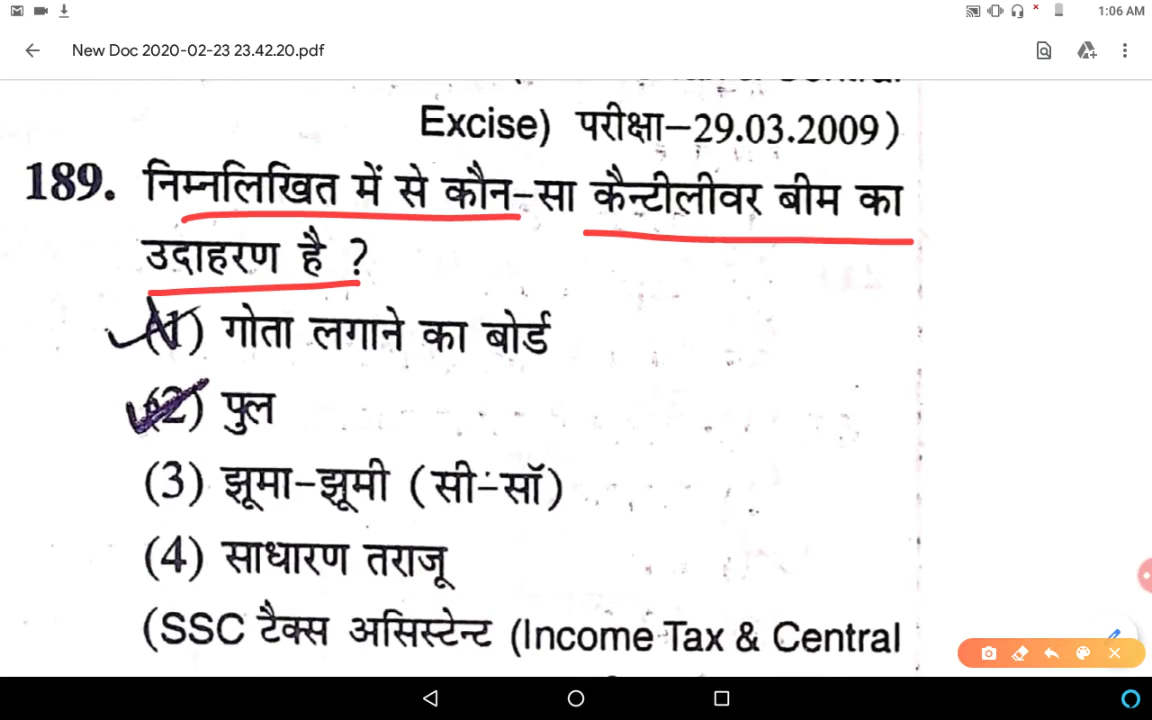 1:06 AM
New Doc 2020-02-23 23.42.20.pdf
Excise) परीक्षा–29.03.2009)
189. निम्नलिखित में से कौन-सा कैन्टीलीवर बीम का
उदाहरण है ?
(1) गोता लगाने का बोर्ड
(2) पुल
(3) झूमा-झूमी (सी-सॉ)
(4) साधारण तराजू
(SSC टैक्स असिस्टेन्ट (Income Tax & Central